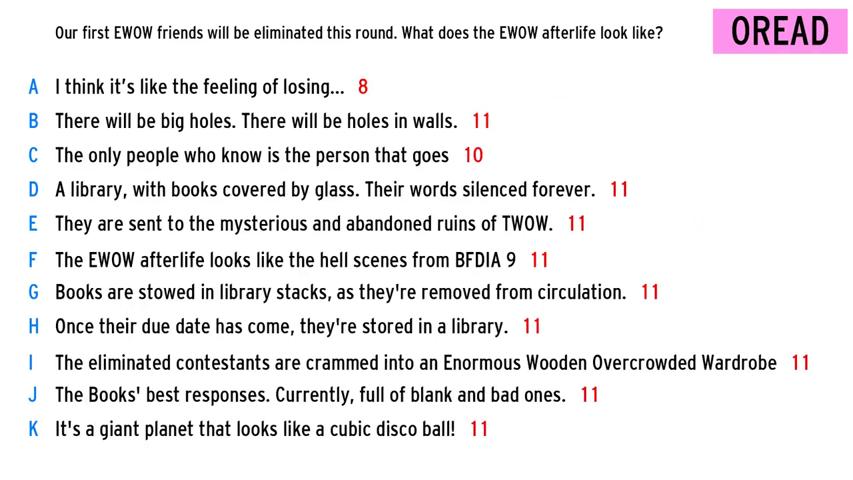 Our first EWOW friends will be eliminated this round. What does the EWOW afterlife look like?
OREAD
A I think it's like the feeling of losing... 8
B There will be big holes. There will be holes in walls. 11
C The only people who know is the person that goes 10
D A library, with books covered by glass. Their words silenced forever. 11
E They are sent to the mysterious and abandoned ruins of TWOW. 11
F The EWOW afterlife looks like the hell scenes from BFDIA 9 11
G Books are stowed in library stacks, as they're removed from circulation. 11
H Once their due date has come, they're stored in a library. 11
I The eliminated contestants are crammed into an Enormous Wooden Overcrowded Wardrobe 11
J The Books' best responses. Currently, full of blank and bad ones. 11
K It's a giant planet that looks like a cubic disco ball! 11